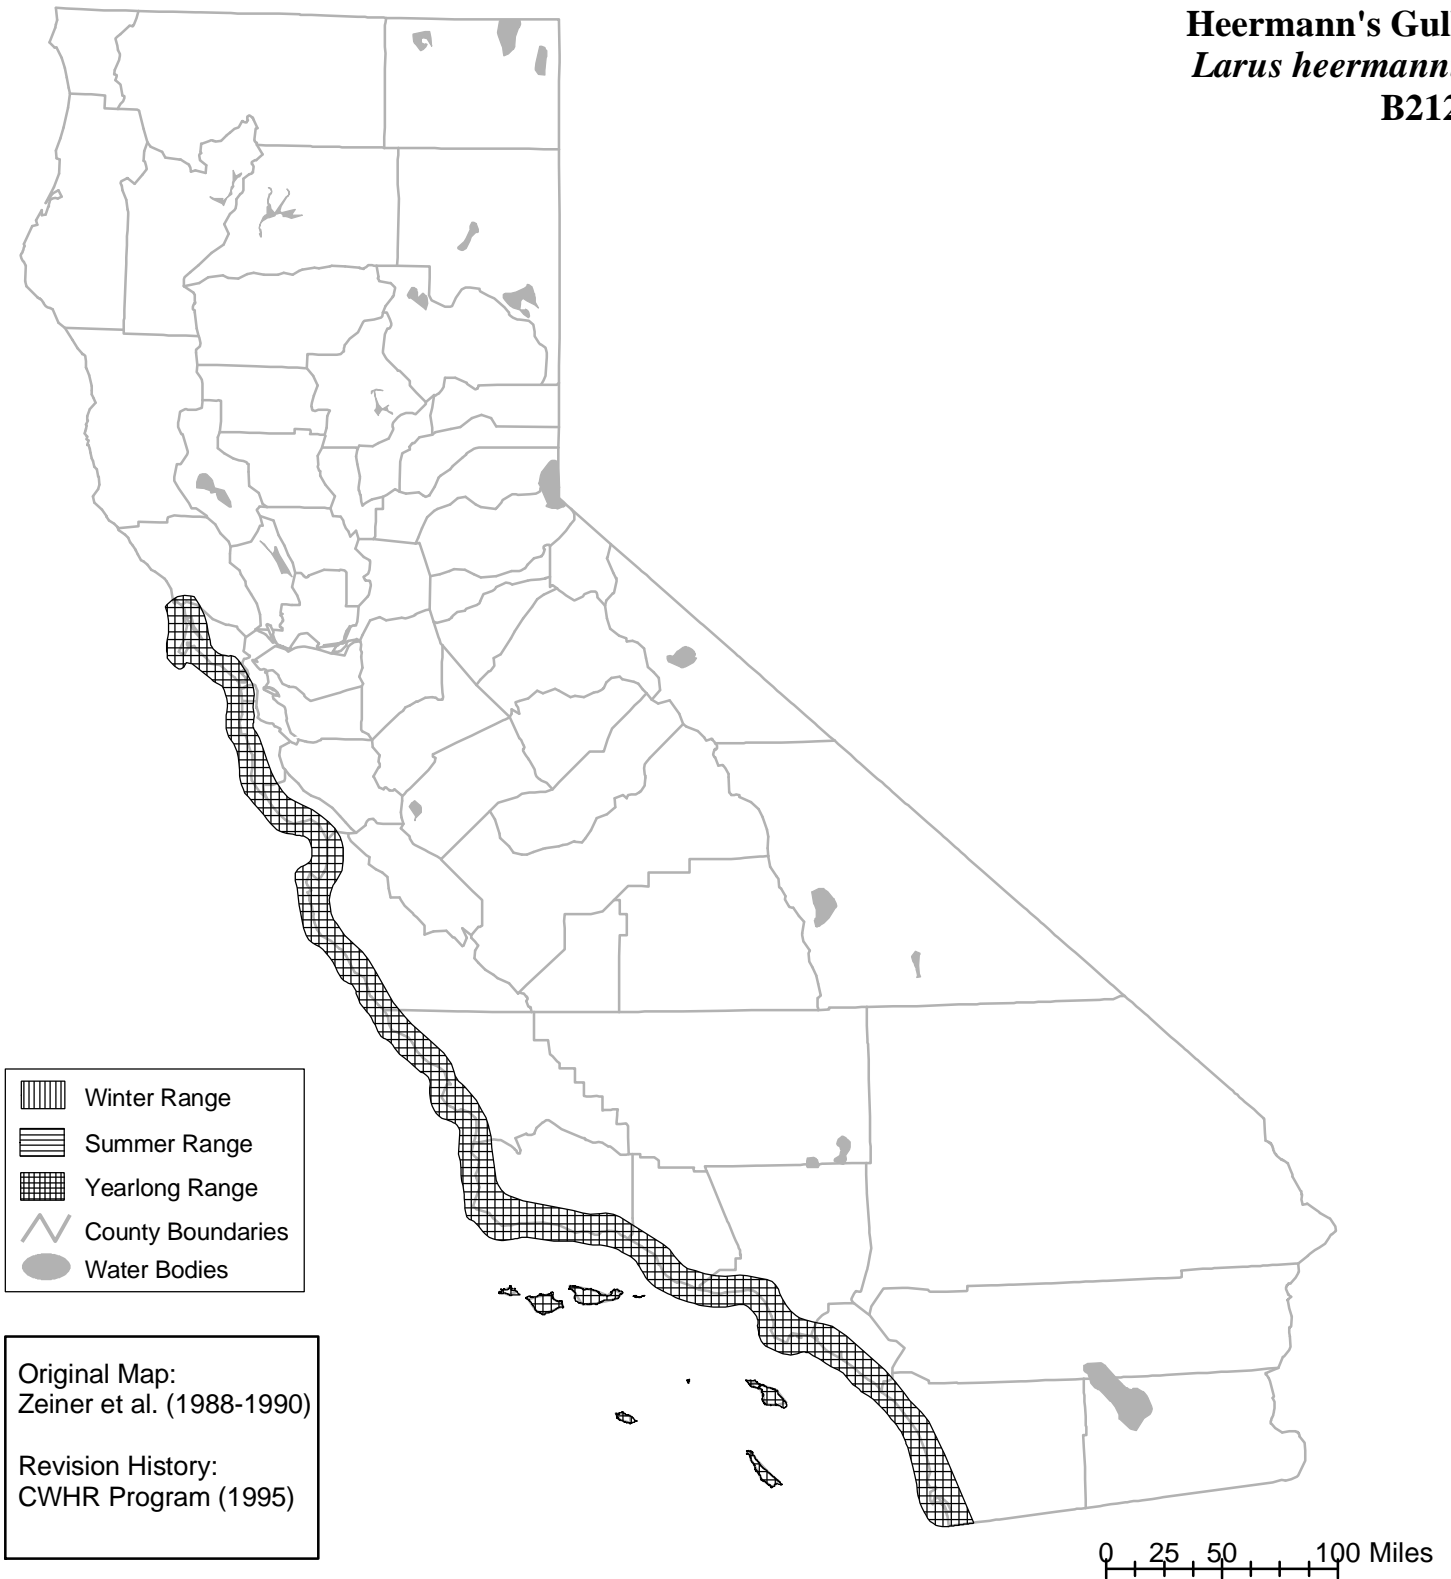 Heermann's Gul
Larus heermann
B212
Winter Range
Summer Range
Yearlong Range
County Boundaries
Water Bodies
Original Map:
Zeiner et al. (1988-1990)
Revision History:
CWHR Program (1995)
0 25 50 100 Miles